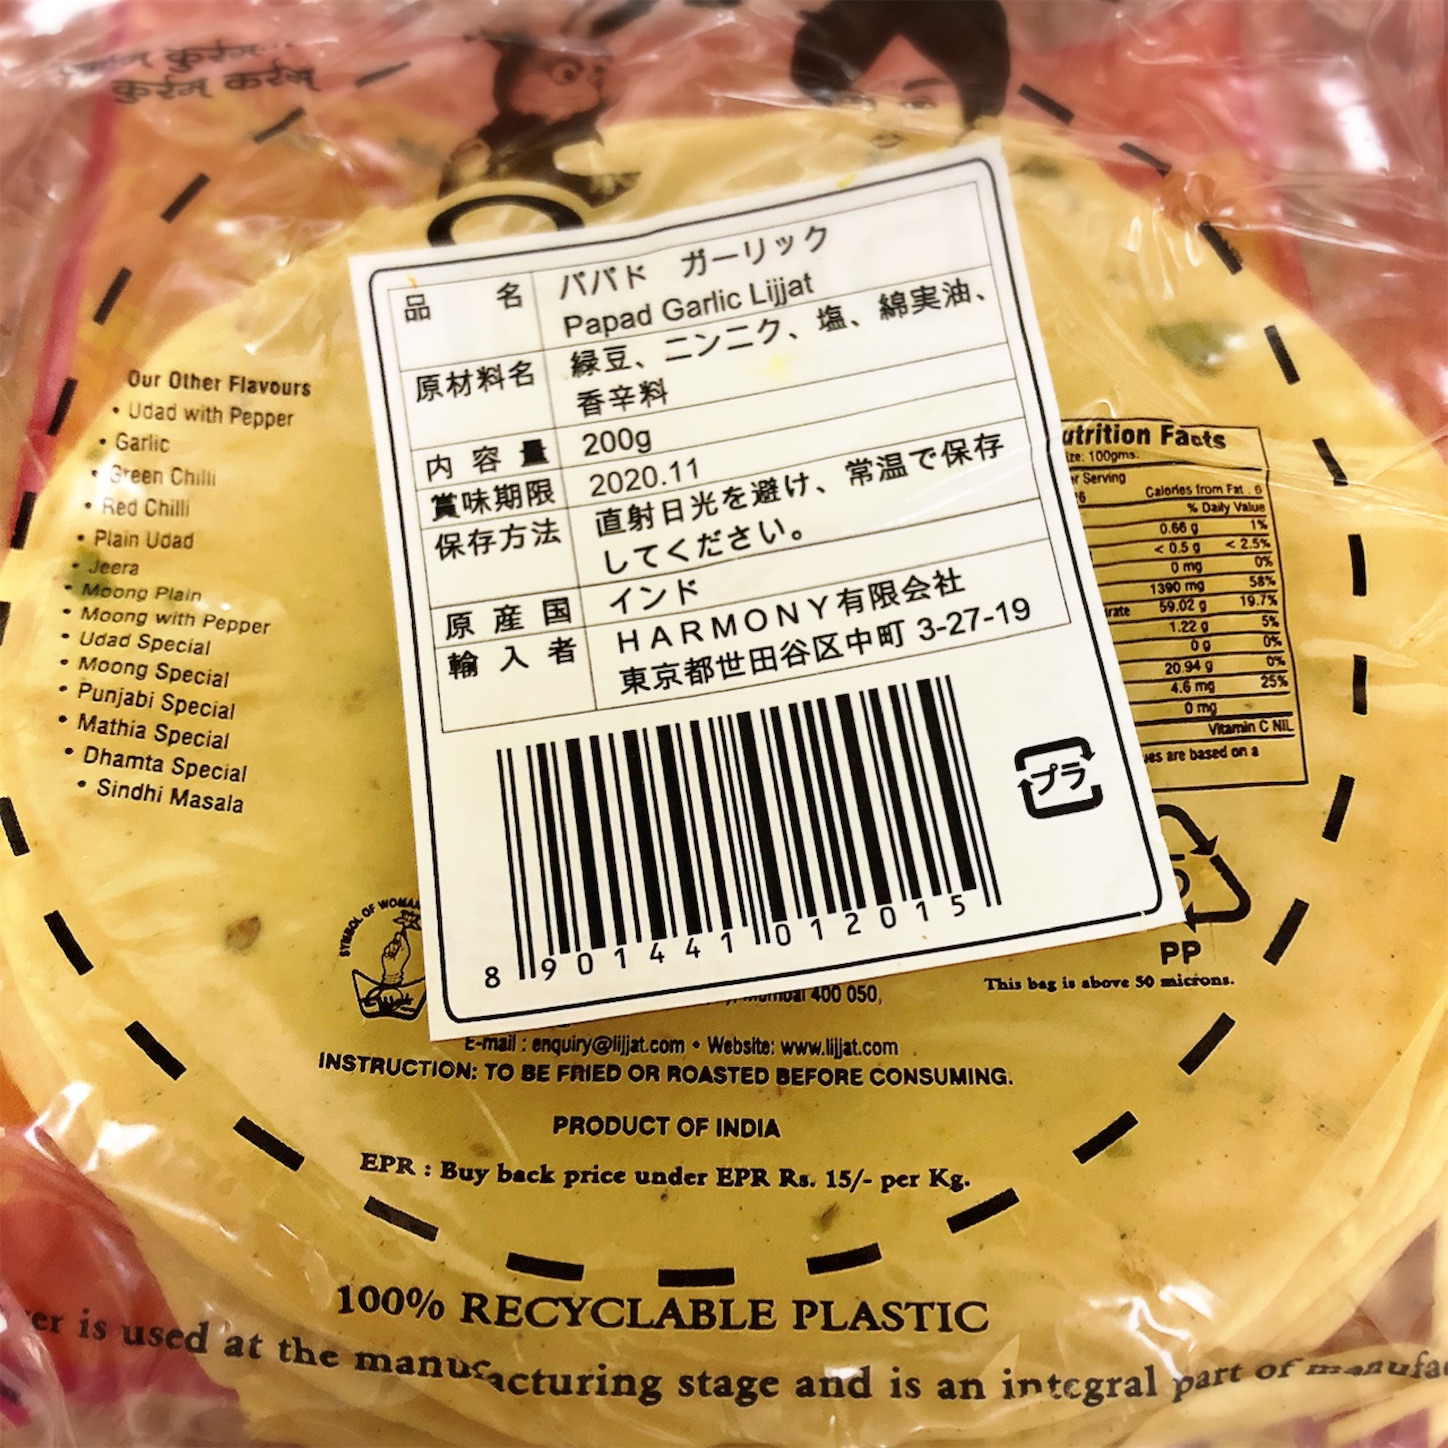 कुर्रम कर्रम
Our Other Flavours
• Udad with Pepper
• Garlic
• Green Chilli
• Red Chilli
• Plain Udad
• Jeera
• Moong Plain
• Moong with Pepper
• Udad Special
• Moong Special
• Punjabi Special
• Mathia Special
• Dhamta Special
• Sindhi Masala
品名 パパド ガーリック
Papad Garlic Lijjat
原材料名 緑豆、ニンニク、塩、綿実油、
香辛料
内容量 200g
賞味期限 2020.11
保存方法 直射日光を避け、常温で保存
してください。
原産国 インド
輸入者 HARMONY有限会社
東京都世田谷区中町 3-27-19
8 901441 012015
プラ
Facts
100gms.
Serving
Calories from Fat . 6
% Daily Value
0.66 g 1%
< 0.5 g < 2.5%
0 mg 0%
1390 mg 58%
59.02 g 19.7%
1.22 g 5%
0 g 0%
20.94 g 0%
4.6 mg 25%
0 mg
Vitamin C NIL
are based on a
PP
This bag is above 50 microns.
SYMBOL OF
400 050,
E-mail : enquiry@lijjat.com • Website: www.lijjat.com
INSTRUCTION: TO BE FRIED OR ROASTED BEFORE CONSUMING.
PRODUCT OF INDIA
EPR : Buy back price under EPR Rs. 15/- per Kg.
100% RECYCLABLE PLASTIC
is used at the manufacturing stage and is an integral part of